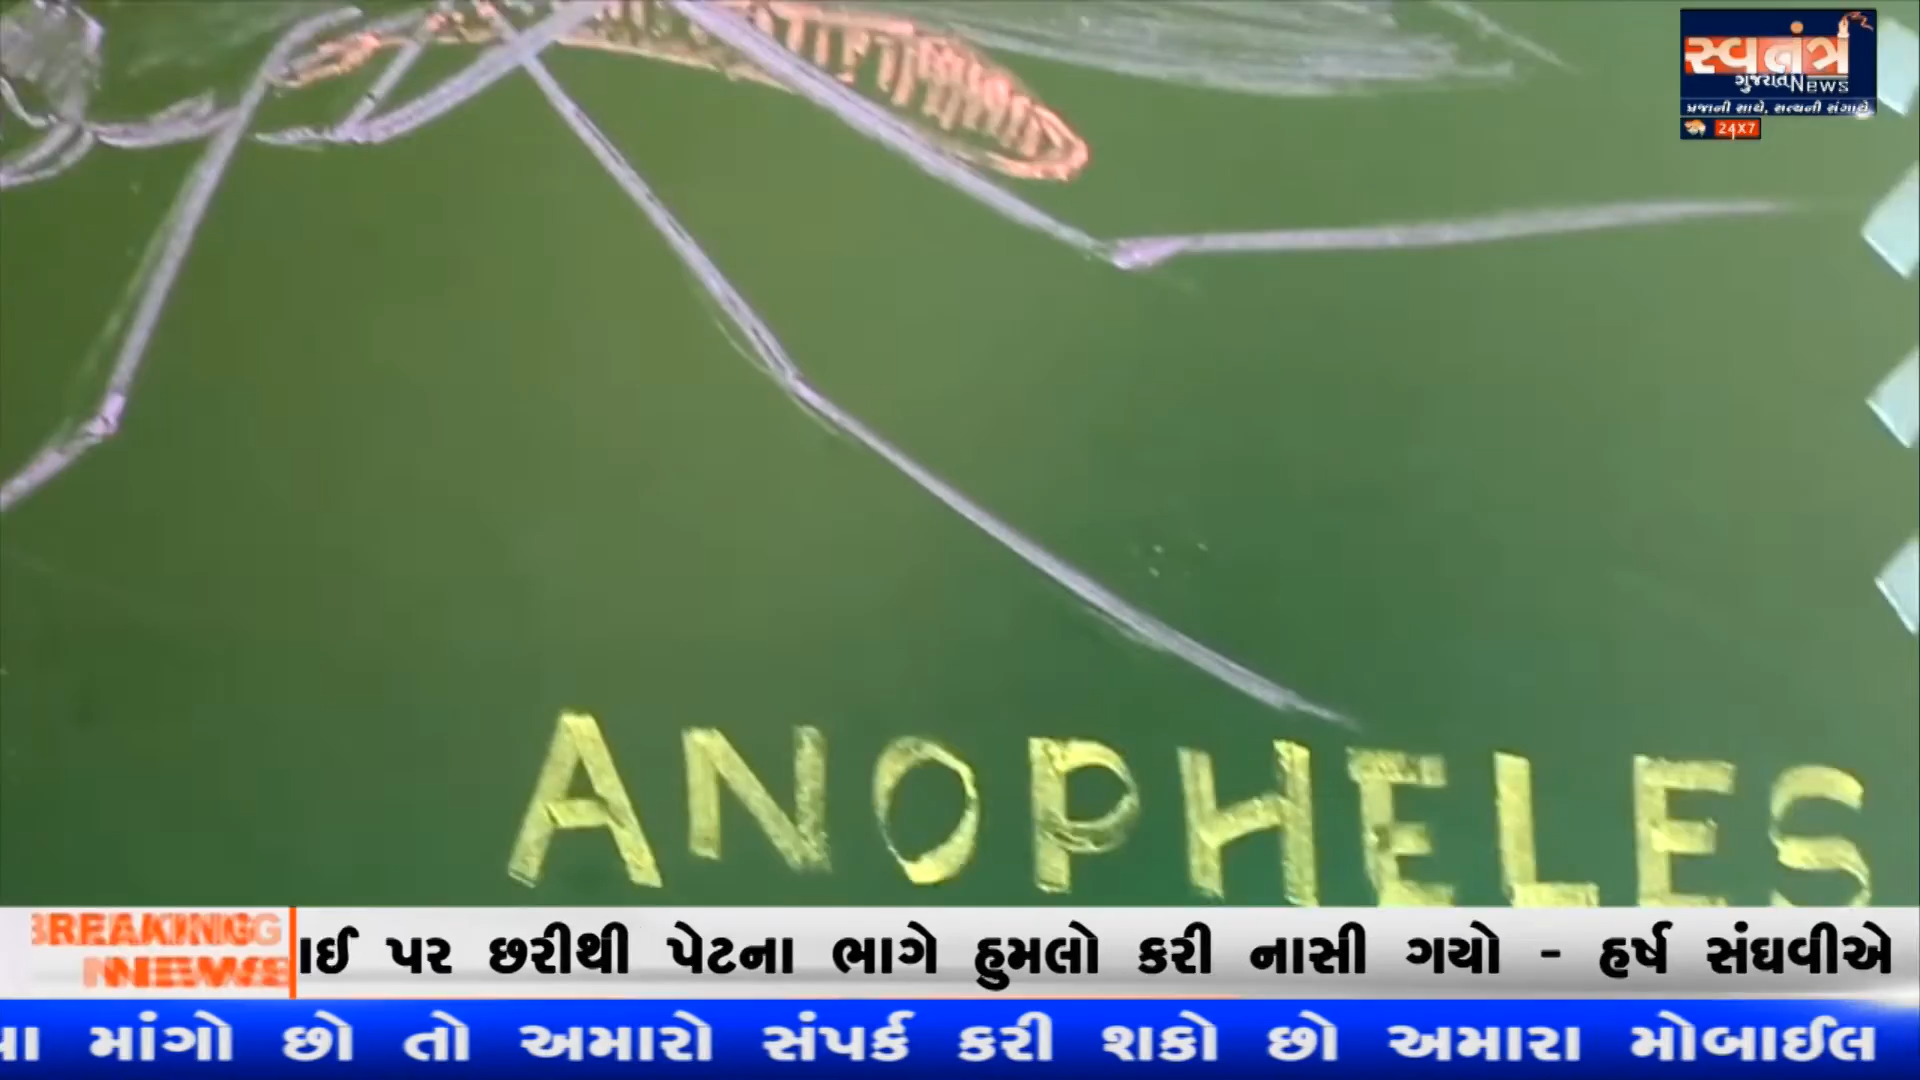 સ્વતંત્ર
ગુજરાત News
પ્રજાની સાથે, સત્યની સંગાથે
24X7
ANOPHELES
BREAKING
NEWS
ાઈ પર છરીથી પેટના ભાગે હુમલો કરી નાસી ગયો - હર્ષ સંઘવીએ
માંગો છો તો અમારો સંપર્ક કરી શકો છો અમારા મોબાઈલ